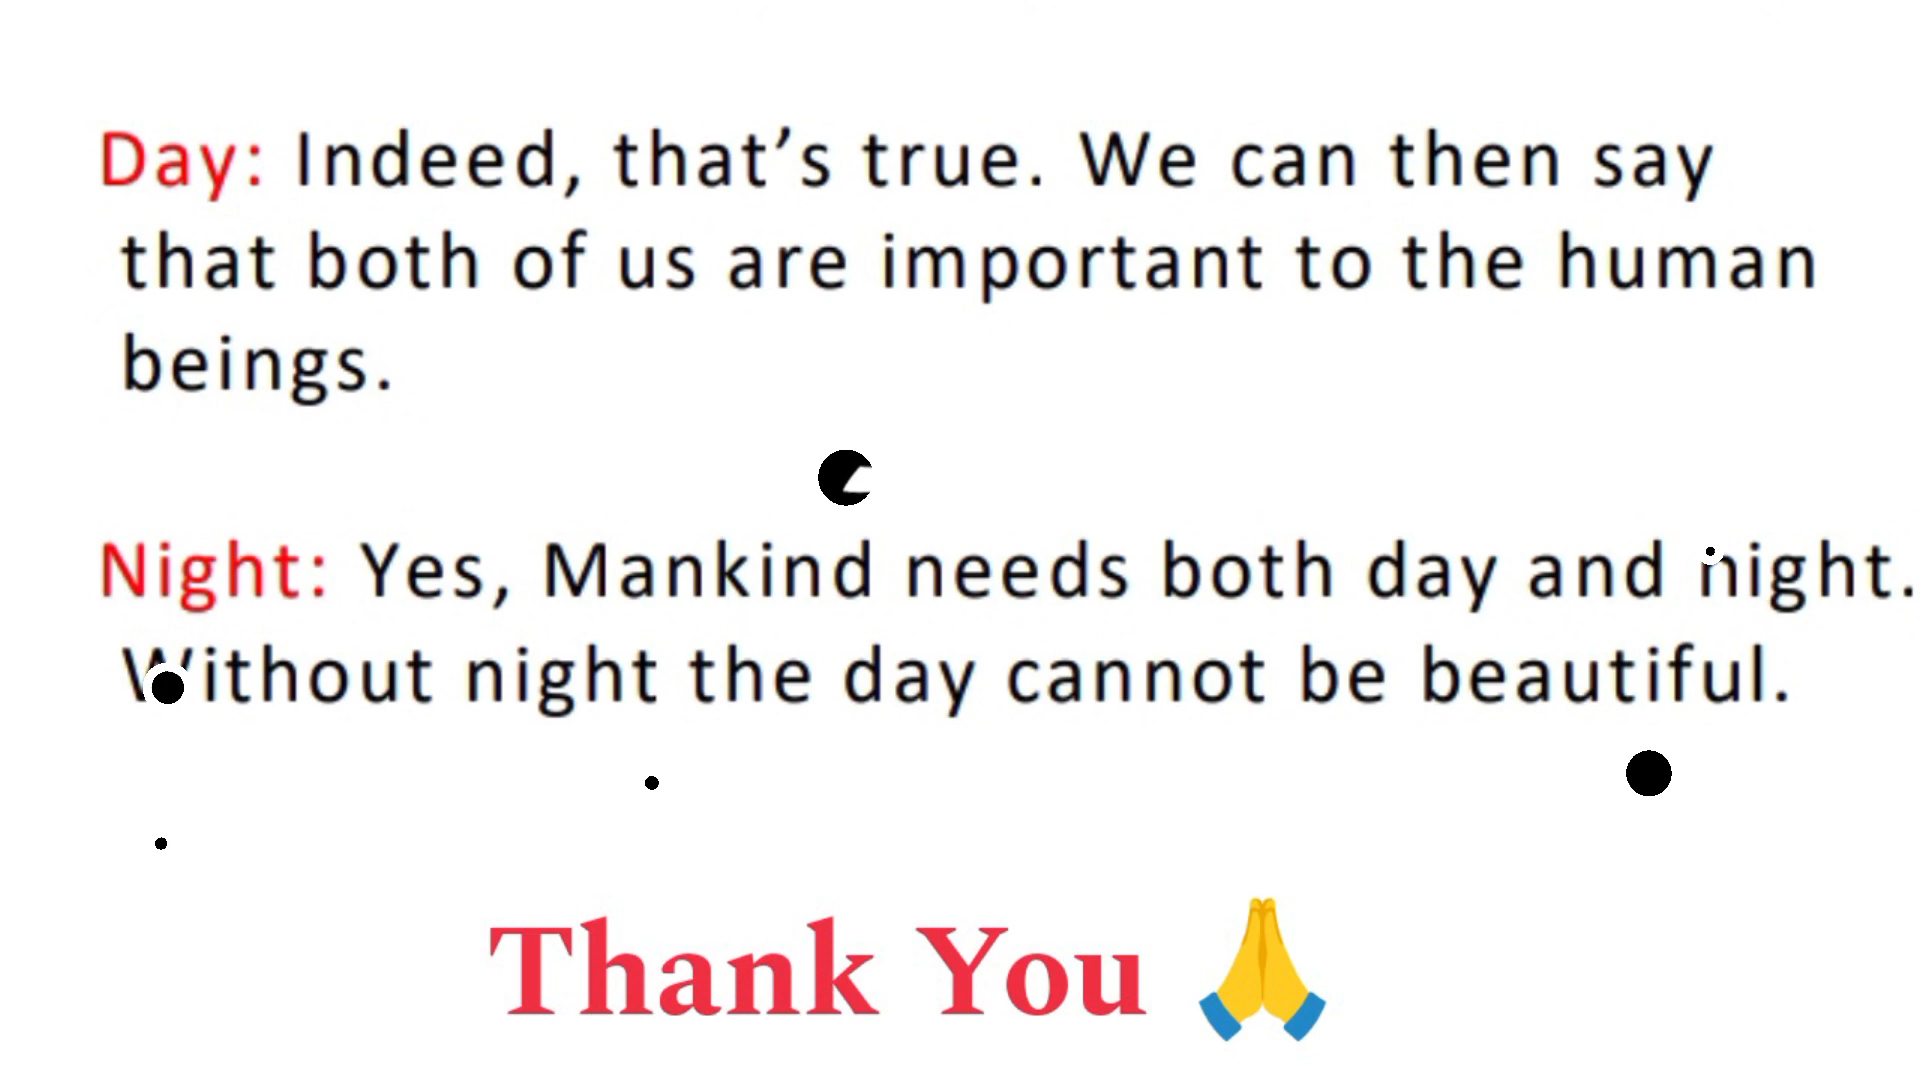 Day: Indeed, that’s true. We can then say
that both of us are important to the human
beings.
Night: Yes, Mankind needs both day and night.
Without night the day cannot be beautiful.
Thank You 🙏